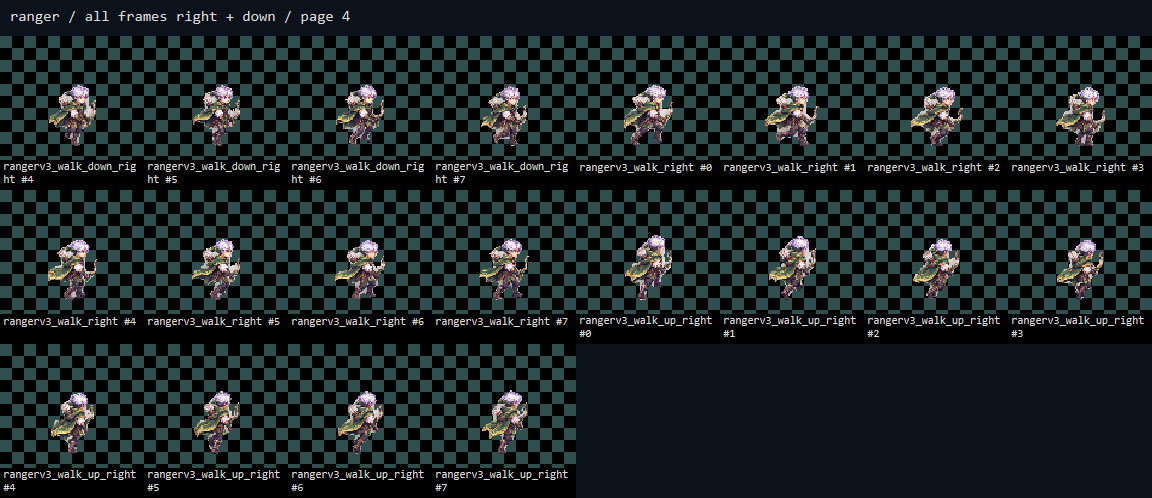 ranger / all frames right + down / page 4
rangerv3_walk_down_rig
ht #4
rangerv3_walk_down_rig
ht #5
rangerv3_walk_down_rig
ht #6
rangerv3_walk_down_rig
ht #7
rangerv3_walk_right #0
rangerv3_walk_right #1
rangerv3_walk_right #2
rangerv3_walk_right #3
rangerv3_walk_right #4
rangerv3_walk_right #5
rangerv3_walk_right #6
rangerv3_walk_right #7
rangerv3_walk_up_right
#0
rangerv3_walk_up_right
#1
rangerv3_walk_up_right
#2
rangerv3_walk_up_right
#3
rangerv3_walk_up_right
#4
rangerv3_walk_up_right
#5
rangerv3_walk_up_right
#6
rangerv3_walk_up_right
#7